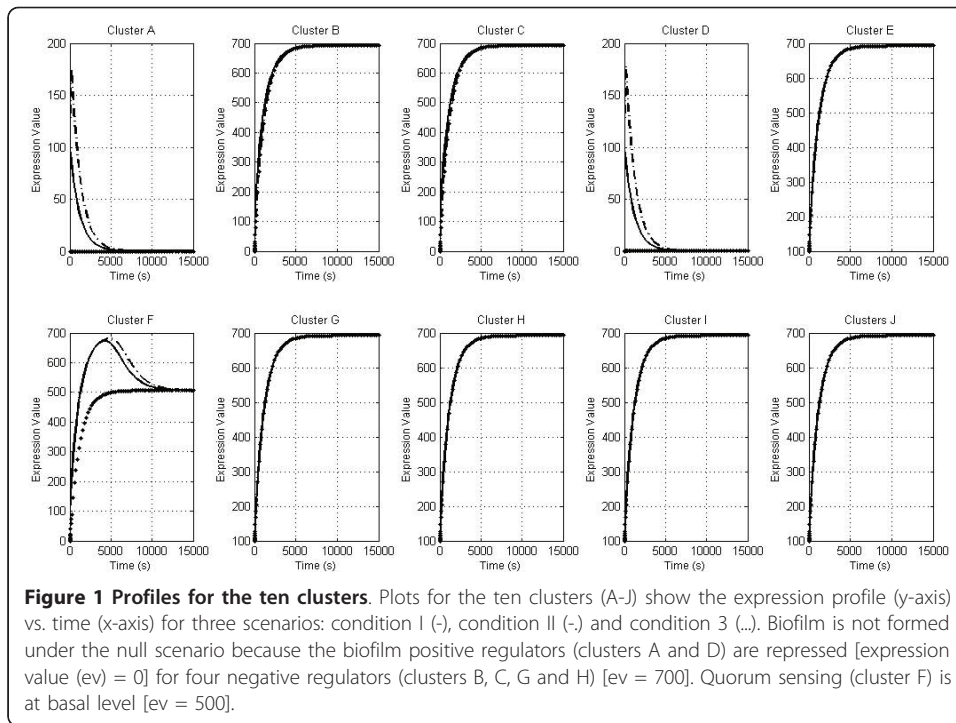 Cluster A
Cluster B
Cluster C
Cluster D
Cluster E
200
150
100
50
0
Expression Value
0 5000 10000 15000
Time (s)
700
600
500
400
300
200
100
0
Expression Value
0 5000 10000 15000
Time (s)
700
600
500
400
300
200
100
0
Expression Value
0 5000 10000 15000
Time (s)
200
150
100
50
0
Expression Value
0 5000 10000 15000
Time (s)
700
600
500
400
300
200
100
Expression Value
0 5000 10000 15000
Time (s)
Cluster F
Cluster G
Cluster H
Cluster I
Clusters J
700
600
500
400
300
200
100
0
Expression Value
0 5000 10000 15000
Time (s)
700
600
500
400
300
200
100
Expression Value
0 5000 10000 15000
Time (s)
700
600
500
400
300
200
100
Expression Value
0 5000 10000 15000
Time (s)
700
600
500
400
300
200
100
Expression Value
0 5000 10000 15000
Time (s)
700
600
500
400
300
200
100
Expression Value
0 5000 10000 15000
Time (s)
Figure 1 Profiles for the ten clusters. Plots for the ten clusters (A-J) show the expression profile (y-axis)
vs. time (x-axis) for three scenarios: condition I (-), condition II (-.) and condition 3 (...). Biofilm is not formed
under the null scenario because the biofilm positive regulators (clusters A and D) are repressed [expression
value (ev) = 0] for four negative regulators (clusters B, C, G and H) [ev = 700]. Quorum sensing (cluster F) is
at basal level [ev = 500].